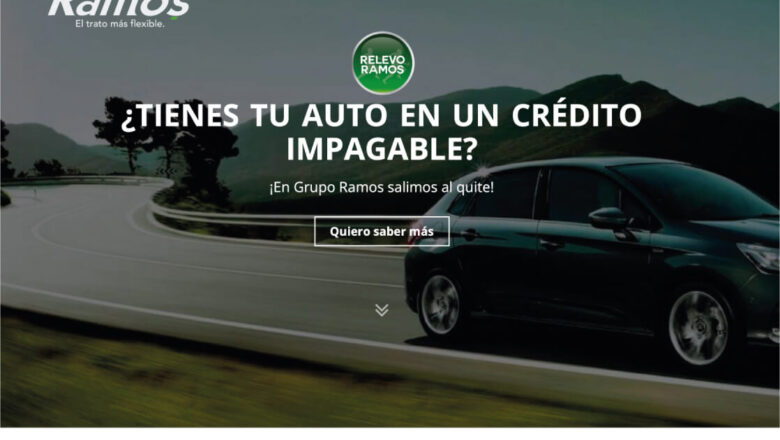 Ramos
El trato más flexible.
RELEVO
RAMOS
¿TIENES TU AUTO EN UN CRÉDITO
IMPAGABLE?
¡En Grupo Ramos salimos al quite!
Quiero saber más